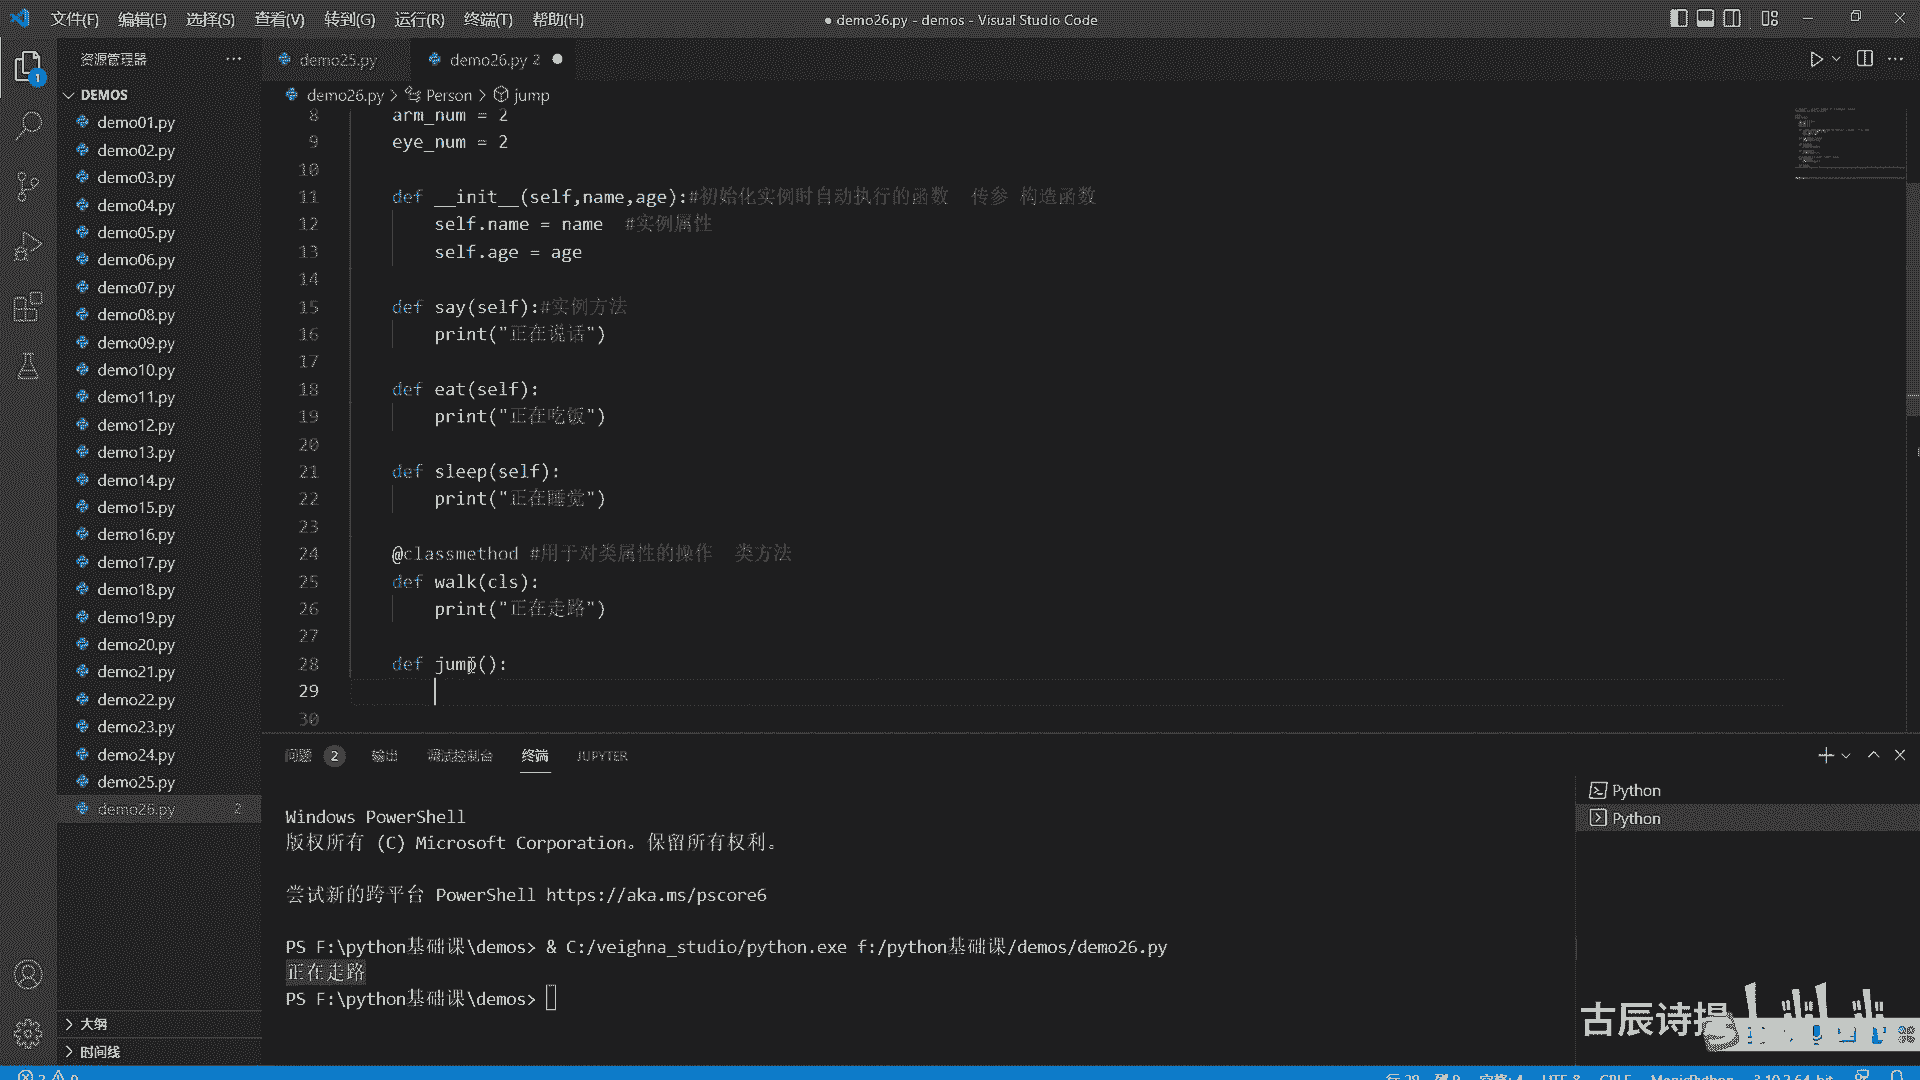 文件(F) 编辑(E) 选择(S) 查看(V) 转到(G) 运行(R) 终端(T) 帮助(H)
● demo26.py - demos - Visual Studio Code
资源管理器
DEMOS
demo01.py
demo02.py
demo03.py
demo04.py
demo05.py
demo06.py
demo07.py
demo08.py
demo09.py
demo10.py
demo11.py
demo12.py
demo13.py
demo14.py
demo15.py
demo16.py
demo17.py
demo18.py
demo19.py
demo20.py
demo21.py
demo22.py
demo23.py
demo24.py
demo25.py
demo26.py 2
大纲
时间线
1
demo25.py demo26.py 2 ●
demo26.py > Person > jump
8 arm_num = 2
9 eye_num = 2
10
11 def __init__(self,name,age):#初始化实例时自动执行的函数 传参 构造函数
12 self.name = name #实例属性
13 self.age = age
14
15 def say(self):#实例方法
16 print("正在说话")
17
18 def eat(self):
19 print("正在吃饭")
20
21 def sleep(self):
22 print("正在睡觉")
23
24 @classmethod #用于对类属性的操作 类方法
25 def walk(cls):
26 print("正在走路")
27
28 def jump():
29
30
问题 2 输出 调试控制台 终端 JUPYTER
Windows PowerShell
版权所有 (C) Microsoft Corporation。保留所有权利。
尝试新的跨平台 PowerShell https://aka.ms/pscore6
PS F:\python基础课\demos> & C:/veighna_studio/python.exe f:/python基础课/demos/demo26.py
正在走路
PS F:\python基础课\demos>
Python
Python
古辰诗提